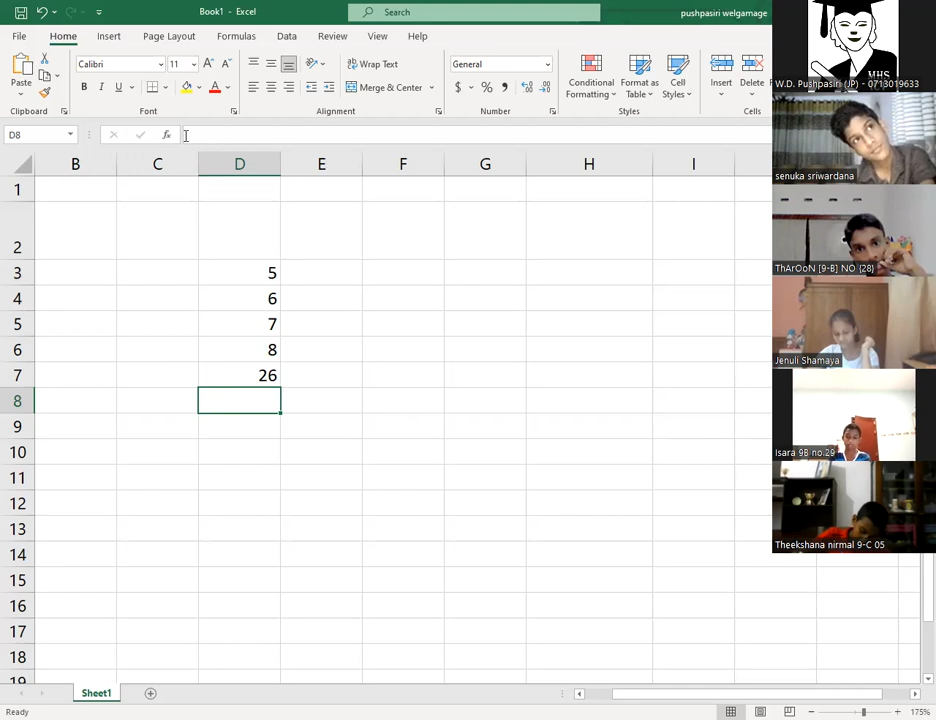 Book1 - Excel
Search
pushpasiri welgamage
File Home Insert Page Layout Formulas Data Review View Help
Paste
Calibri 11
B I U
Wrap Text
Merge & Center
General
$ % ,
Conditional Formatting
Format as Table
Cell Styles
Insert
Delete
Clipboard Font Alignment Number Styles Cells
D8 fx
B C D E F G H I
1
2
3 5
4 6
5 7
6 8
7 26
8
9
10
11
12
13
14
15
16
17
18
19
Sheet1
Ready
175%
MHS
W.D. Pushpasiri (JP) - 0713019633
senuka sriwardana
ThArOoN [9-B] NO (28)
Jenuli Shamaya
Isara 9B no.29
Theekshana nirmal 9-C 05